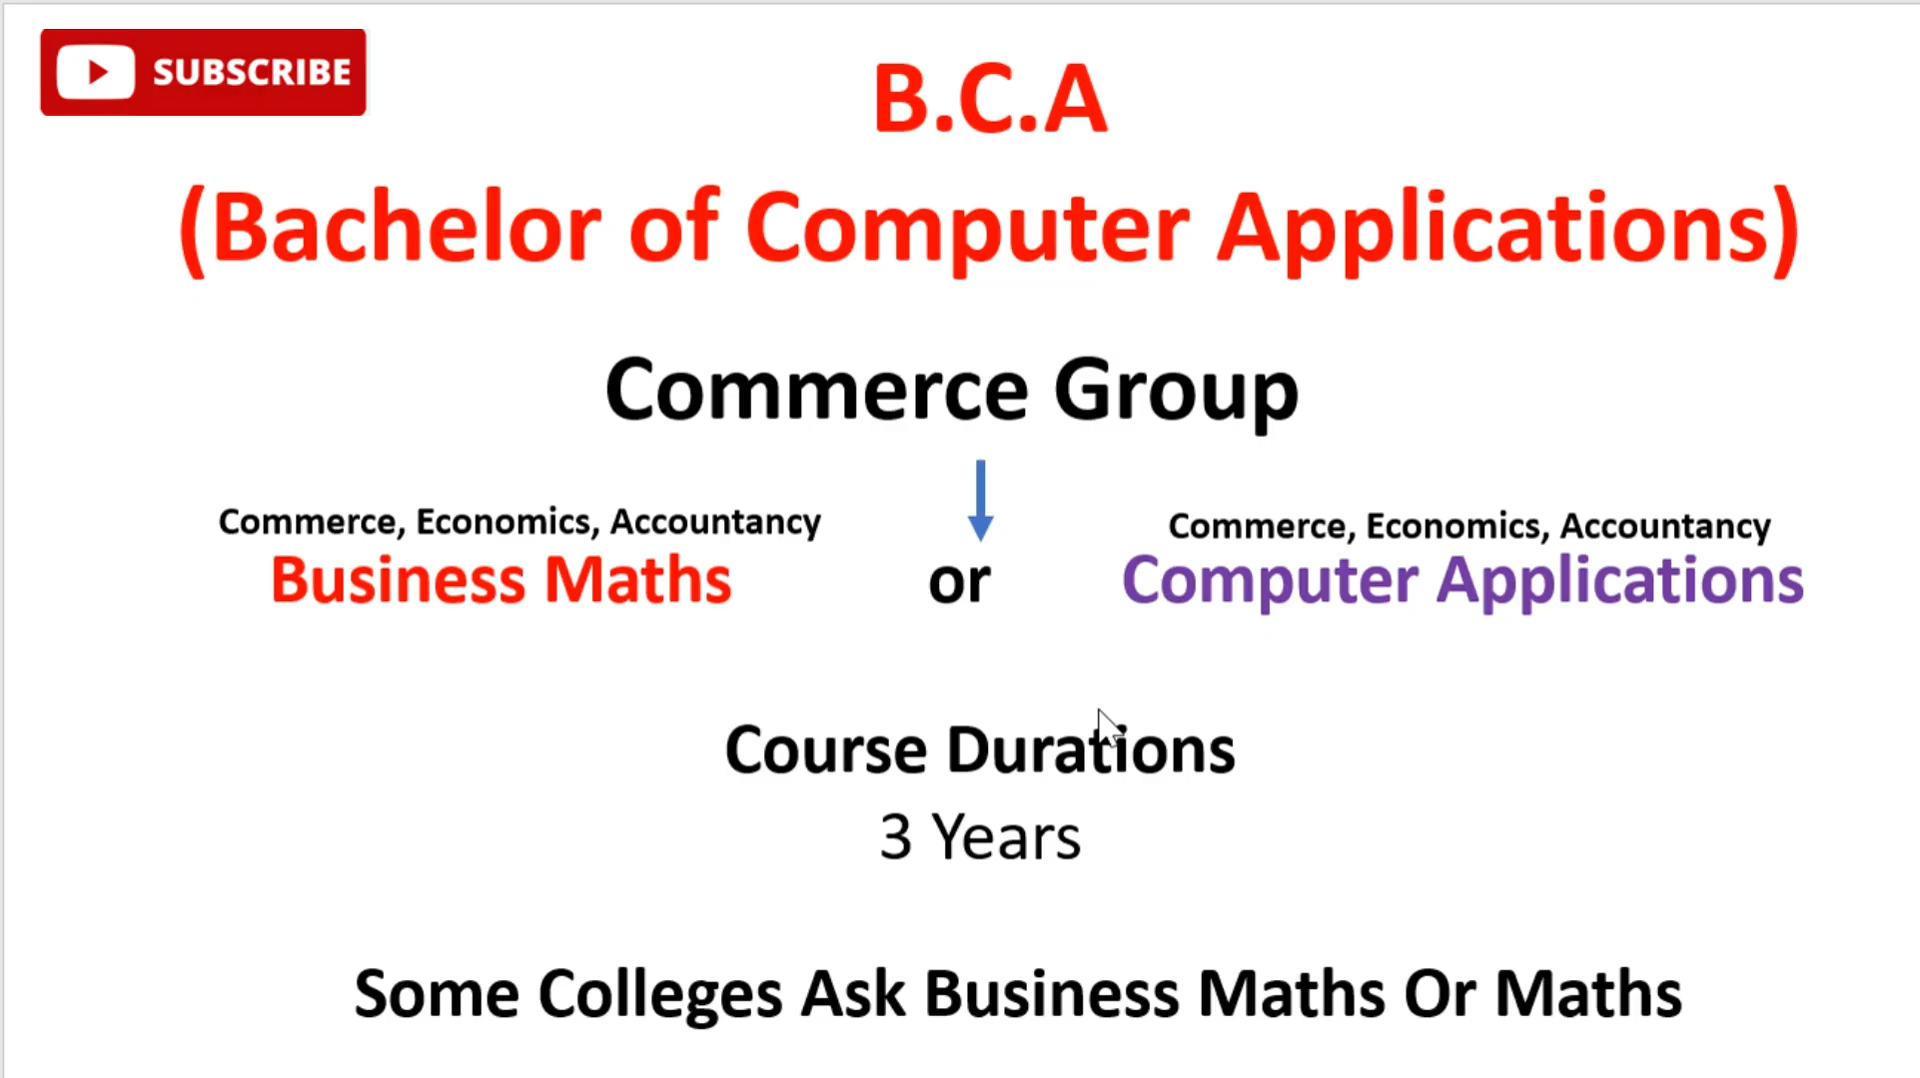 SUBSCRIBE
B.C.A
(Bachelor of Computer Applications)
Commerce Group
Commerce, Economics, Accountancy
Business Maths
or
Commerce, Economics, Accountancy
Computer Applications
Course Durations
3 Years
Some Colleges Ask Business Maths Or Maths